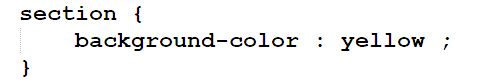 section {
    background-color : yellow ;
}